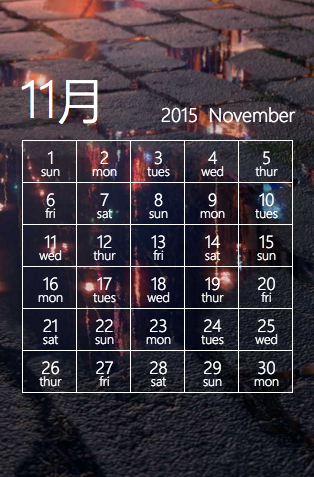 11月
2015 November
1 2 3 4 5
sun mon tues wed thur
6 7 8 9 10
fri sat sun mon tues
11 12 13 14 15
wed thur fri sat sun
16 17 18 19 20
mon tues wed thur fri
21 22 23 24 25
sat sun mon tues wed
26 27 28 29 30
thur fri sat sun mon